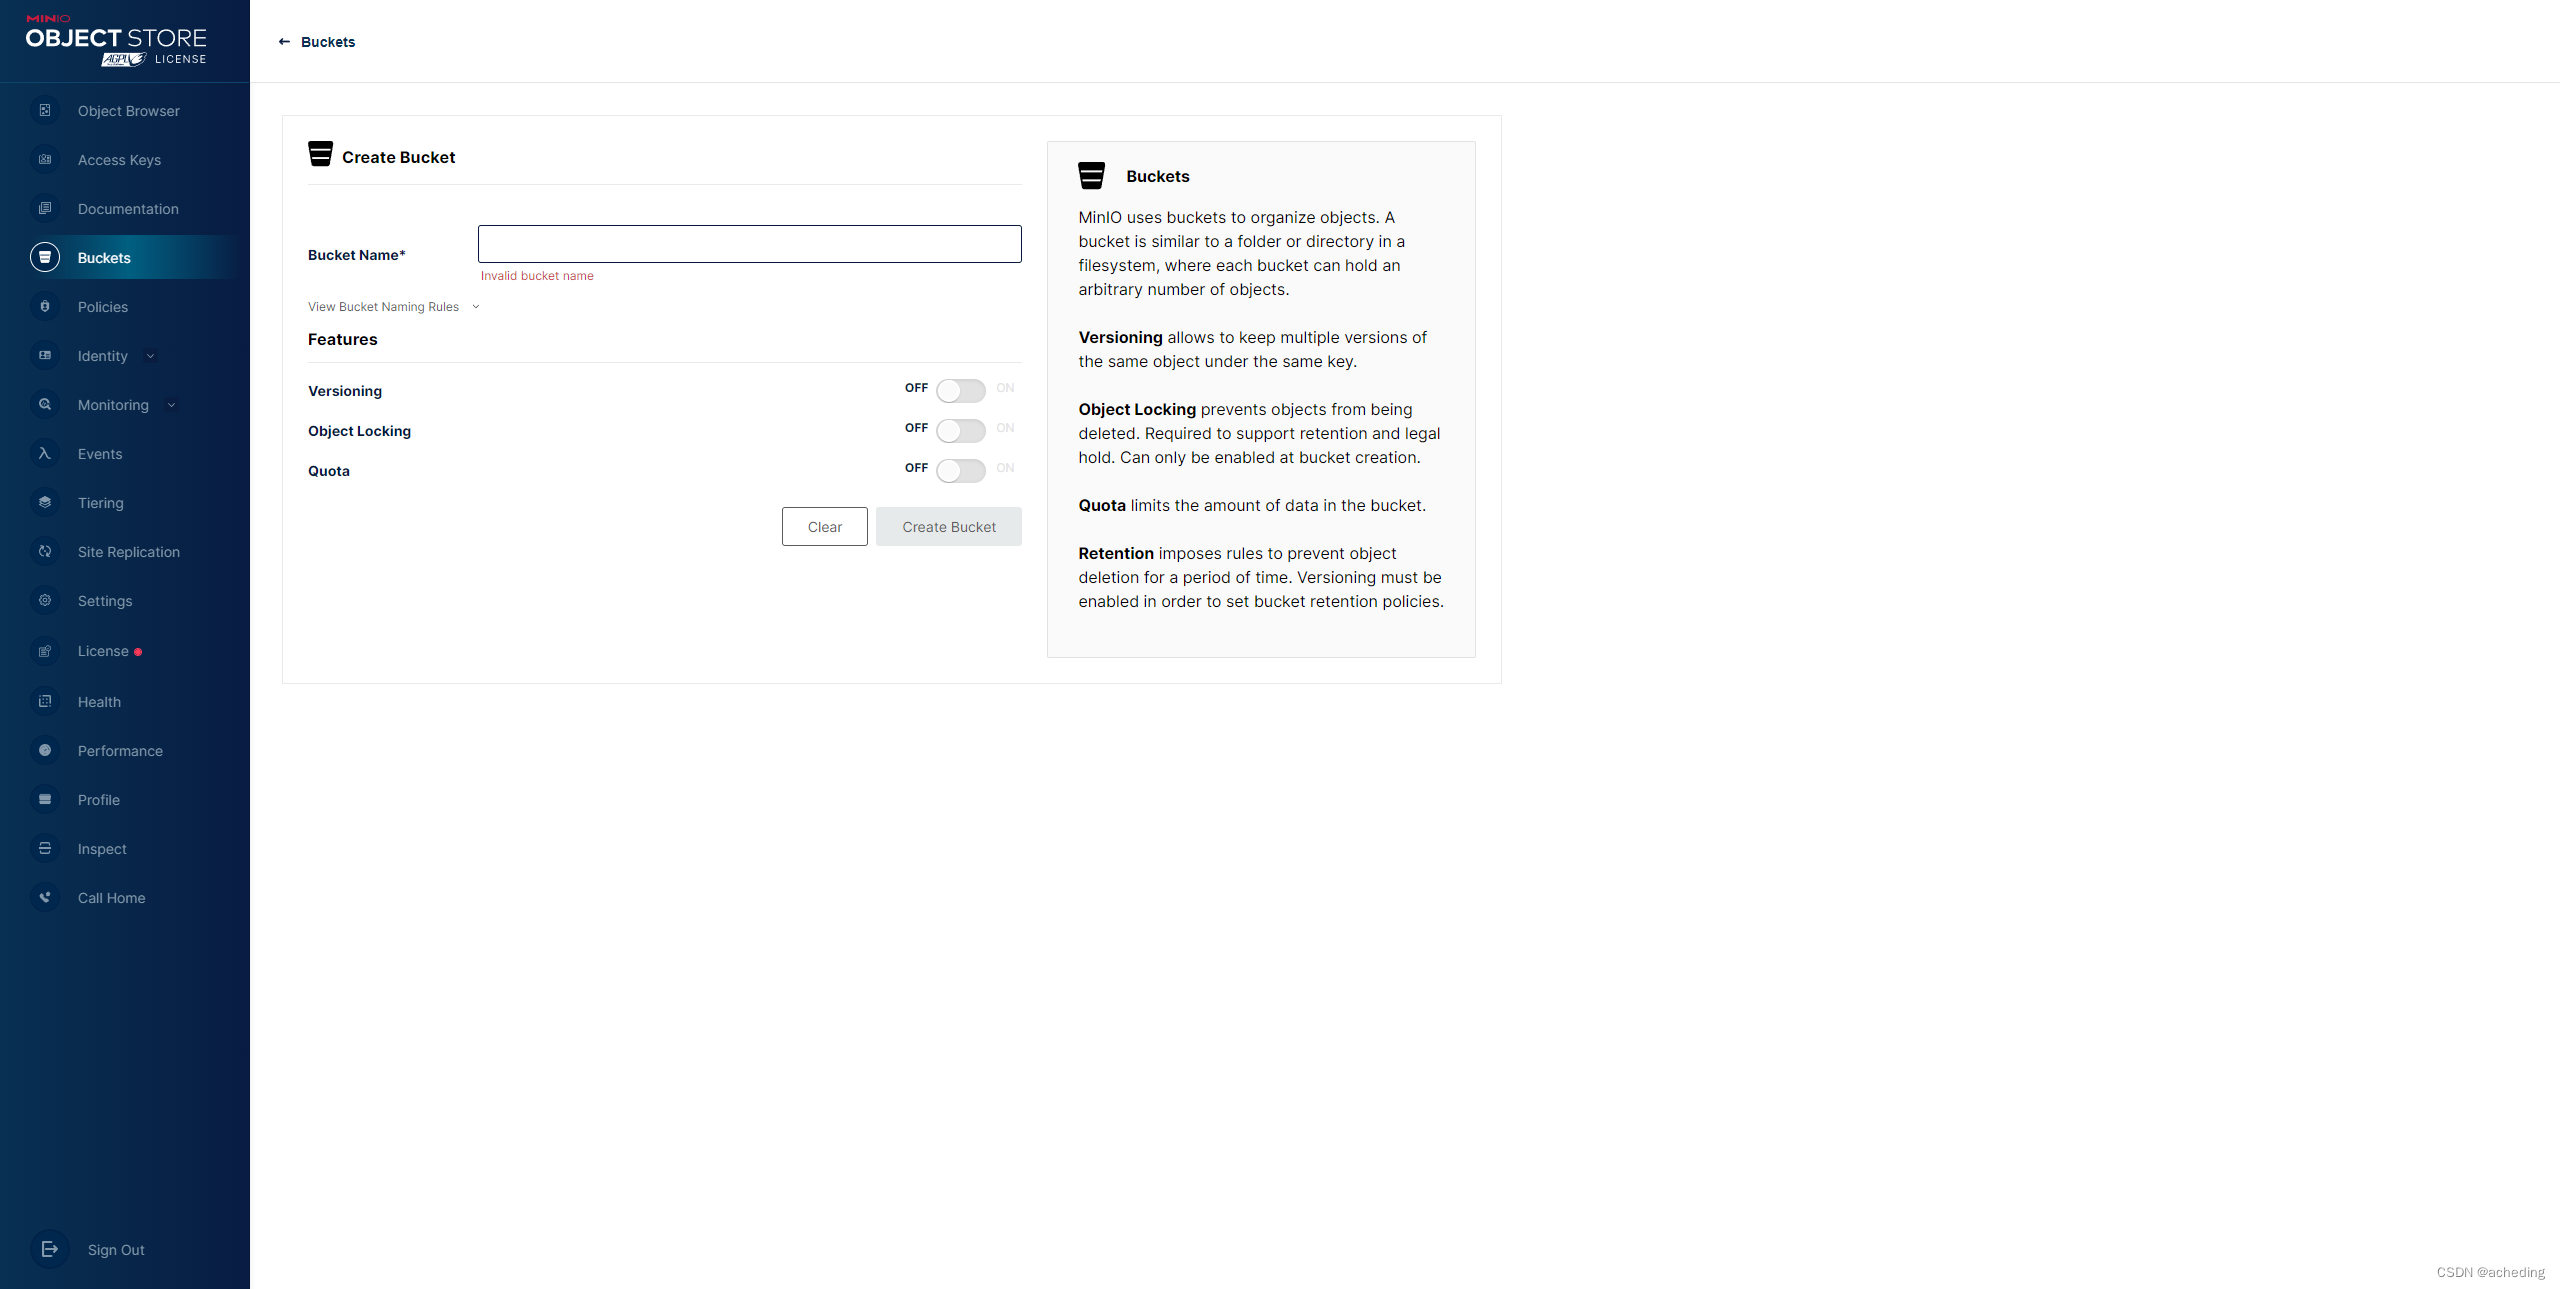 MINIO
OBJECT STORE
AGPLv3 LICENSE
Object Browser
Access Keys
Documentation
Buckets
Policies
Identity
Monitoring
Events
Tiering
Site Replication
Settings
License
Health
Performance
Profile
Inspect
Call Home
Sign Out
Buckets
Create Bucket
Bucket Name*
Invalid bucket name
View Bucket Naming Rules
Features
Versioning OFF ON
Object Locking OFF ON
Quota OFF ON
Clear Create Bucket
Buckets
MinIO uses buckets to organize objects. A
bucket is similar to a folder or directory in a
filesystem, where each bucket can hold an
arbitrary number of objects.
Versioning allows to keep multiple versions of
the same object under the same key.
Object Locking prevents objects from being
deleted. Required to support retention and legal
hold. Can only be enabled at bucket creation.
Quota limits the amount of data in the bucket.
Retention imposes rules to prevent object
deletion for a period of time. Versioning must be
enabled in order to set bucket retention policies.
CSDN @acheding